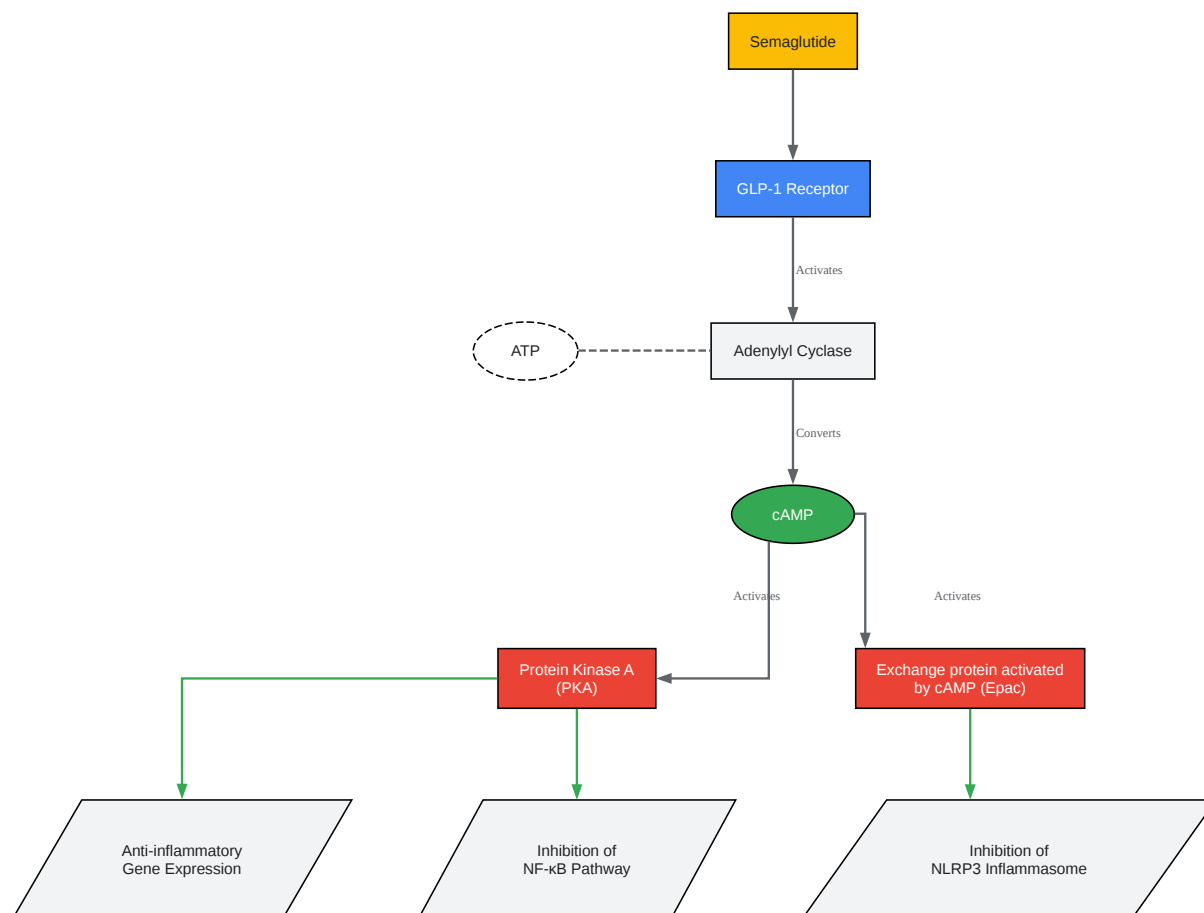 Semaglutide
GLP-1 Receptor
Activates
ATP
Adenylyl Cyclase
Converts
cAMP
Activates
Activates
Protein Kinase A
(PKA)
Exchange protein activated
by cAMP (Epac)
Anti-inflammatory
Gene Expression
Inhibition of
NF-κB Pathway
Inhibition of
NLRP3 Inflammasome